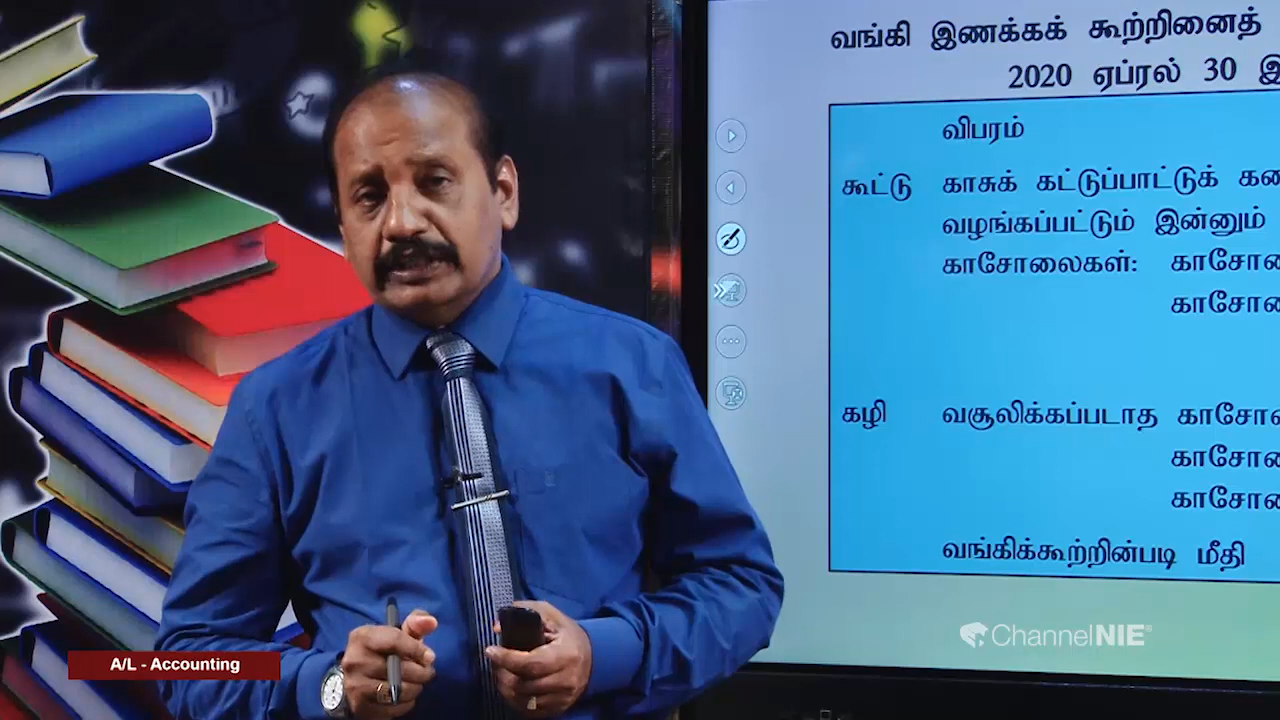 வங்கி இணக்கக் கூற்றினைத்
2020 ஏப்ரல் 30
விபரம்
கூட்டு காசுக் கட்டுப்பாட்டுக்
வழங்கப்பட்டும் இன்னும்
காசோலைகள்:
கழி வசூலிக்கப்படாத
வங்கிக்கூற்றின்படி மீதி
ChannelNIE
A/L - Accounting